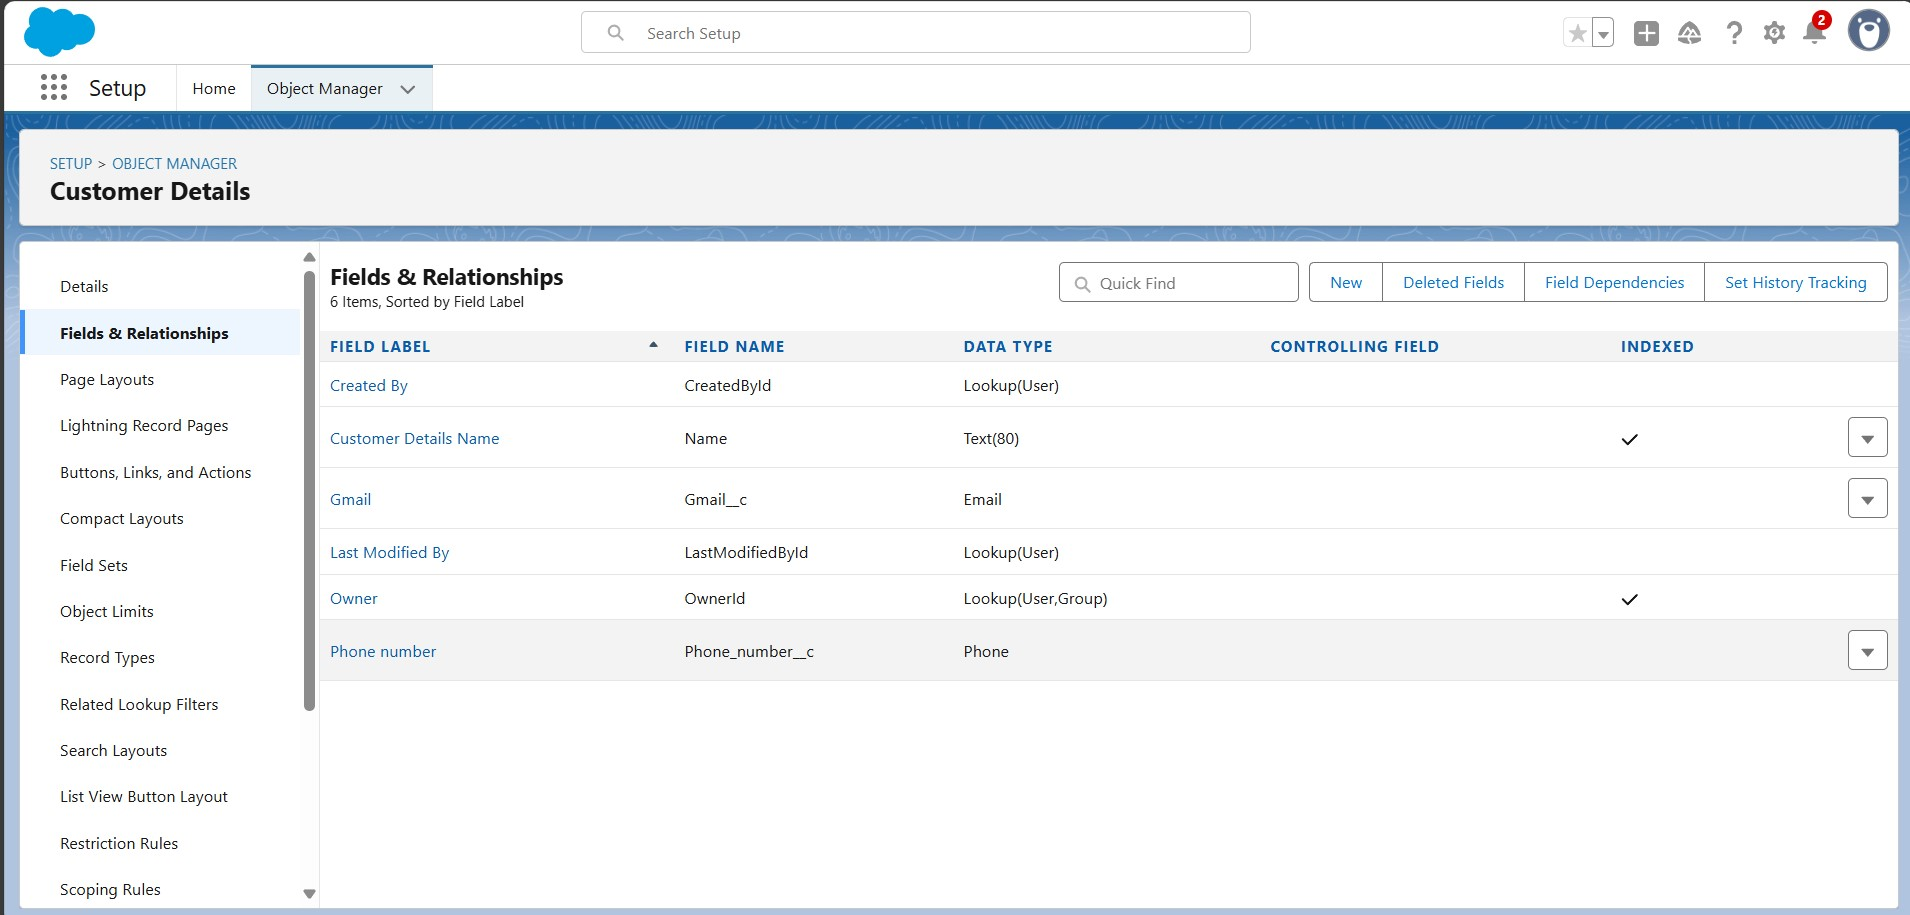 Search Setup
2
Setup
Home
Object Manager
SETUP > OBJECT MANAGER
Customer Details
Details
Fields & Relationships
Page Layouts
Lightning Record Pages
Buttons, Links, and Actions
Compact Layouts
Field Sets
Object Limits
Record Types
Related Lookup Filters
Search Layouts
List View Button Layout
Restriction Rules
Scoping Rules
Fields & Relationships
6 Items, Sorted by Field Label
Quick Find
New
Deleted Fields
Field Dependencies
Set History Tracking
FIELD LABEL FIELD NAME DATA TYPE CONTROLLING FIELD INDEXED
Created By CreatedById Lookup(User)
Customer Details Name Name Text(80)
Gmail Gmail__c Email
Last Modified By LastModifiedById Lookup(User)
Owner OwnerId Lookup(User,Group)
Phone number Phone_number__c Phone